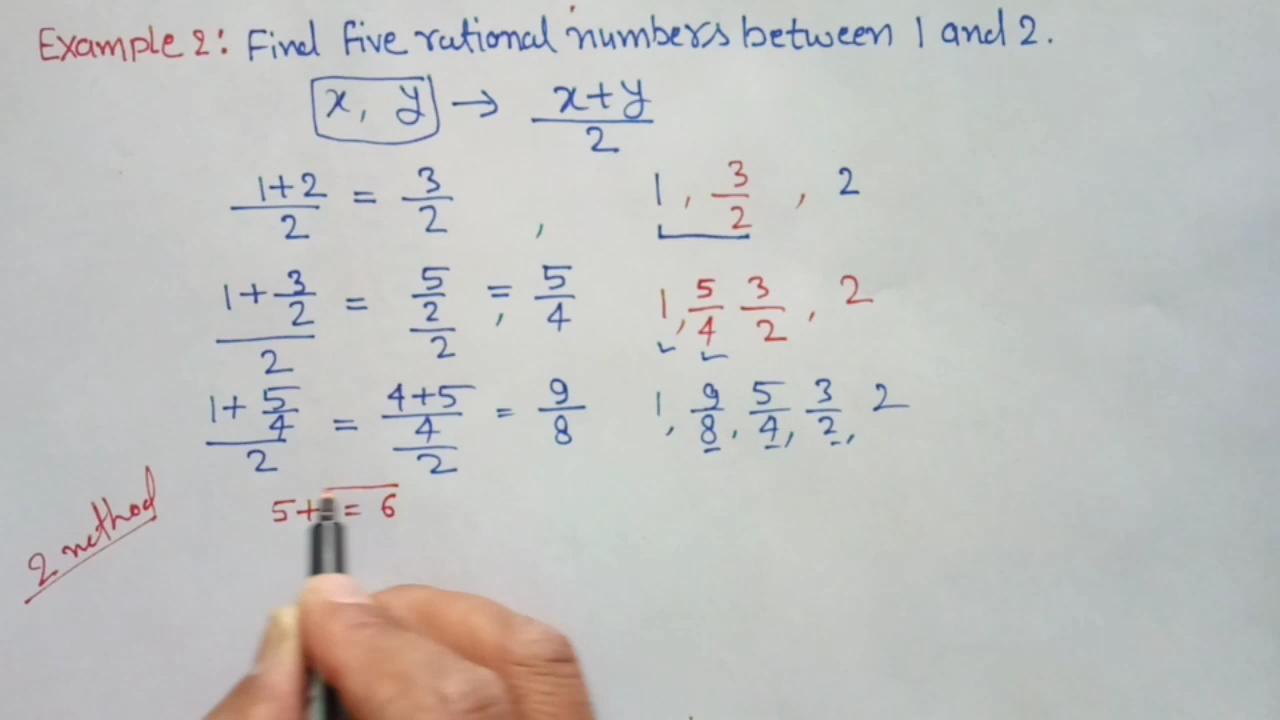 Example 2: Find five rational numbers between 1 and 2.
x, y → x+y/2
1+2/2 = 3/2 , 1, 3/2, 2
1+3/2/2 = 5/2/2 = 5/4, 1, 5/4 3/2, 2
1+5/4/2 = 4+5/4/2 = 9/8 1, 9/8, 5/4, 3/2, 2
2 method
5+ = 6